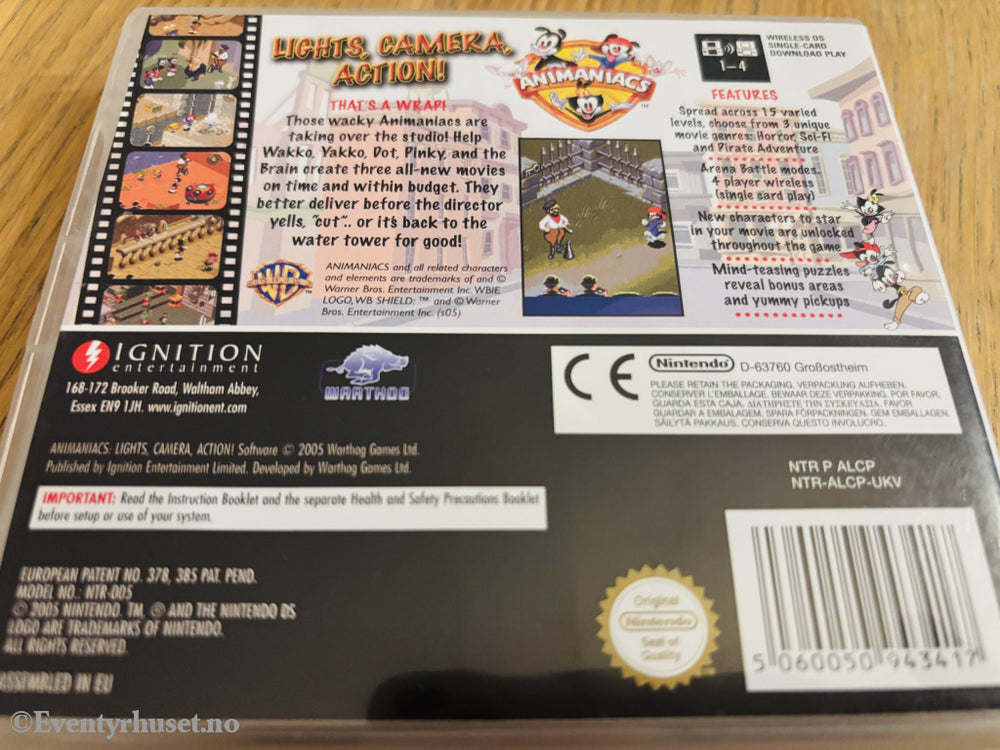 LIGHTS, CAMERA,
ACTION!
THAT'S A WRAP!
Those wacky Animaniacs are
taking over the studio! Help
Wakko, Yakko, Dot, Pinky, and the
Brain create three all-new movies
on time and within budget. They
better deliver before the director
yells, "cut".. or it's back to the
water tower for good!
ANIMANIACS and all related characters
and elements are trademarks of and ©
Warner Bros. Entertainment Inc. WBIE
LOGO, WB SHIELD: ™ and © Warner
Bros. Entertainment Inc. (s05)
ANIMANIACS
™
WIRELESS DS
SINGLE-CARD
DOWNLOAD PLAY
1-4
FEATURES
Spread across 15 varied
levels, choose from 3 unique
movie genres: Horror, Sci-Fi
and Pirate Adventure
Arena Battle modes.
4 player wireless
(single card play)
New characters to star
in your movie are unlocked
throughout the game
Mind-teasing puzzles
reveal bonus areas
and yummy pickups
IGNITION
entertainment
168-172 Brooker Road, Waltham Abbey,
Essex EN9 1JH. www.ignitionent.com
WARTHOG
CE
Nintendo D-63760 Großostheim
PLEASE RETAIN THE PACKAGING. VERPACKUNG AUFHEBEN.
CONSERVER L'EMBALLAGE. BEWAAR DEZE VERPAKKING. POR FAVOR,
GUARDA ESTA CAJA. ΔΙΑΤΗΡΗΣΤΕ ΤΗΝ ΣΥΣΚΕΥΑΣΙΑ. FAVOR
GUARDAR A EMBALAGEM. SPARA FÖRPACKNINGEN. GEM EMBALLAGEN.
SÄILYTÄ PAKKAUS. CONSERVA QUESTO INVOLUCRO.
ANIMANIACS: LIGHTS, CAMERA, ACTION! Software © 2005 Warthog Games Ltd.
Published by Ignition Entertainment Limited. Developed by Warthog Games Ltd.
NTR P ALCP
NTR-ALCP-UKV
IMPORTANT: Read the Instruction Booklet and the separate Health and Safety Precautions Booklet
before setup or use of your system.
EUROPEAN PATENT NO. 378, 385 PAT. PEND.
MODEL NO.: NTR-005
© 2005 NINTENDO. TM, ® AND THE NINTENDO DS
LOGO ARE TRADEMARKS OF NINTENDO.
ALL RIGHTS RESERVED.
ASSEMBLED IN EU
Original
Nintendo
Seal of
Quality
5 060050 943417
©Eventyrhuset.no